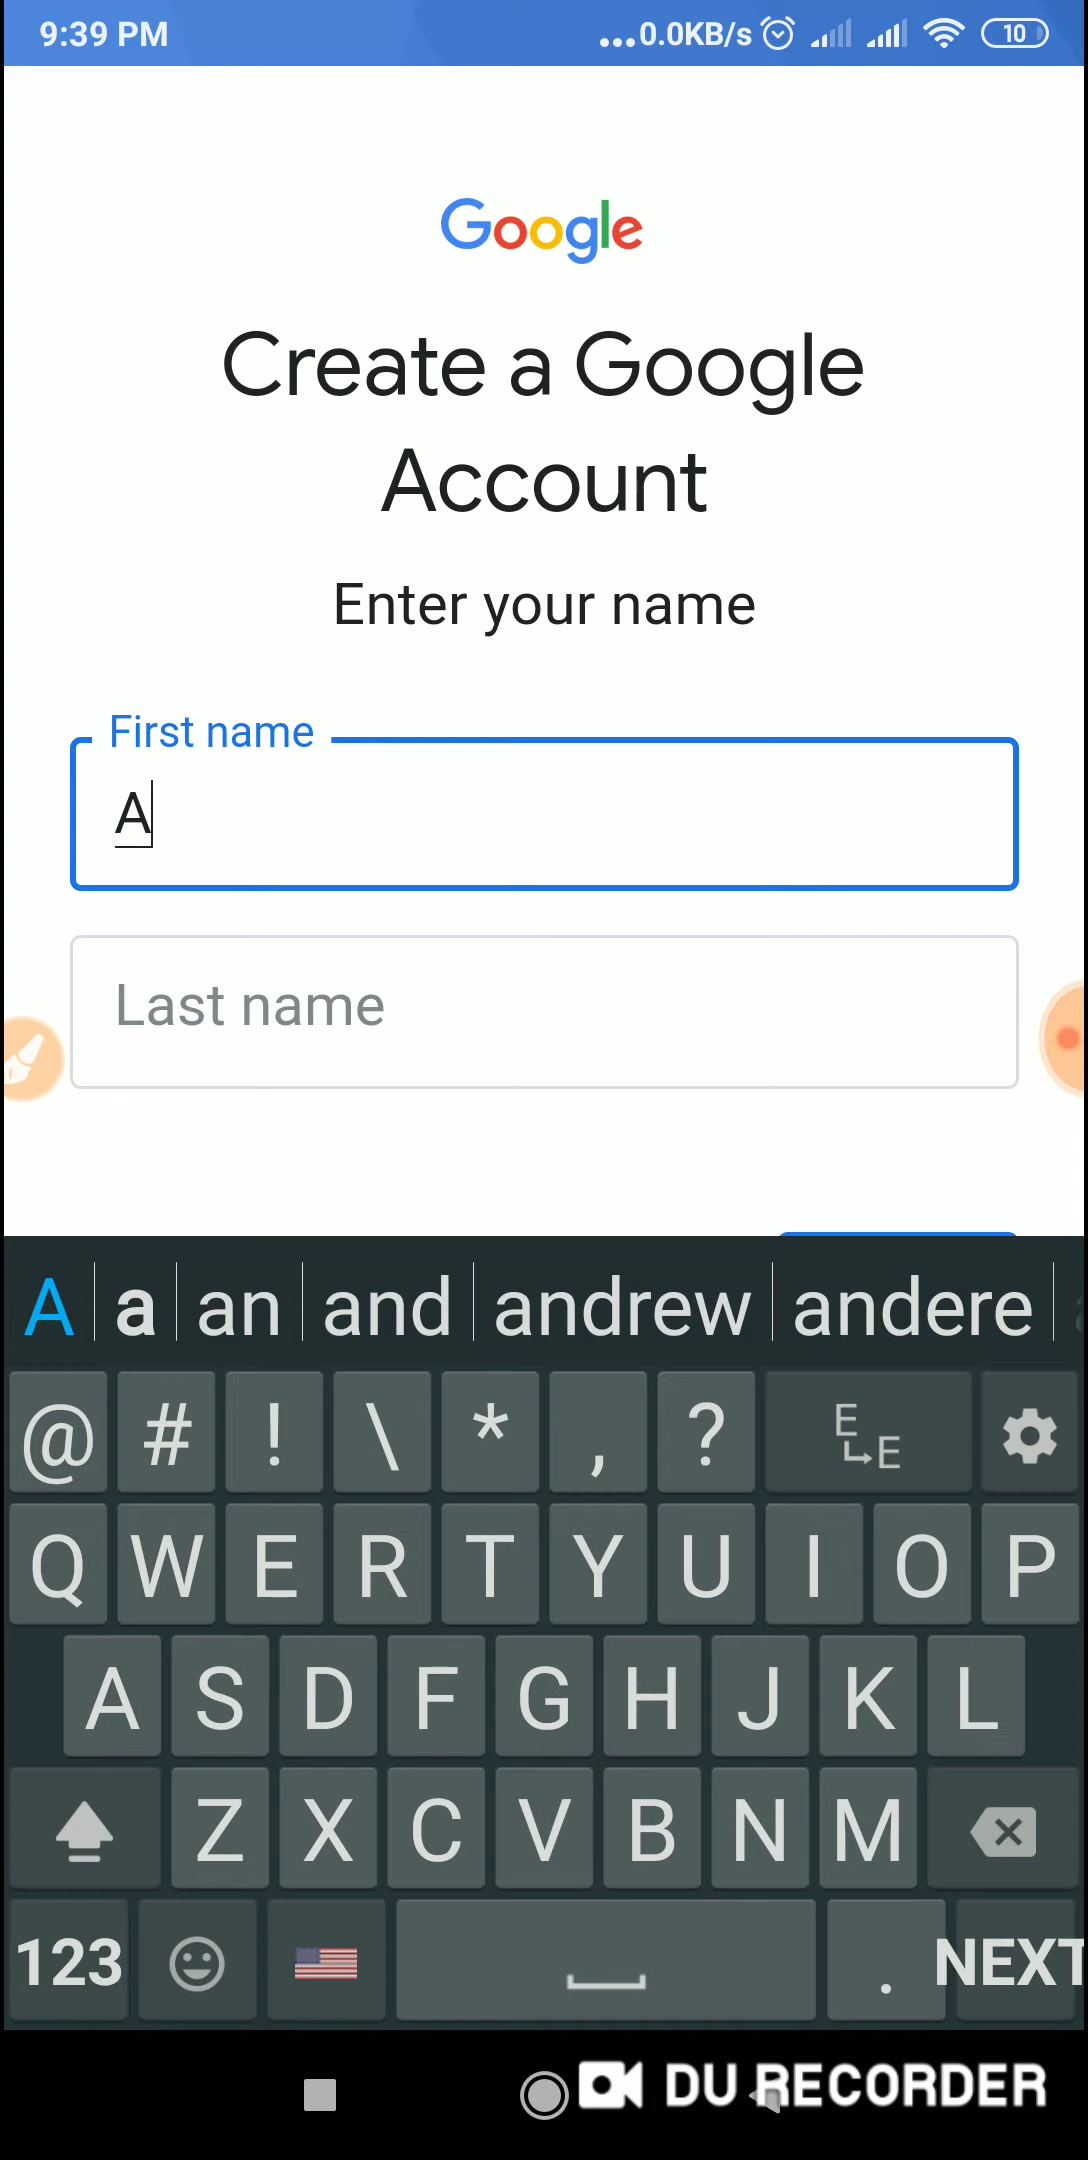 9:39 PM ...0.0KB/s 10
Google
Create a Google
Account
Enter your name
First name
A
Last name
A a an and andrew andere
@ # ! \ * , ? E E
Q W E R T Y U I O P
A S D F G H J K L
Z X C V B N M
123 . NEXT
DU RECORDER